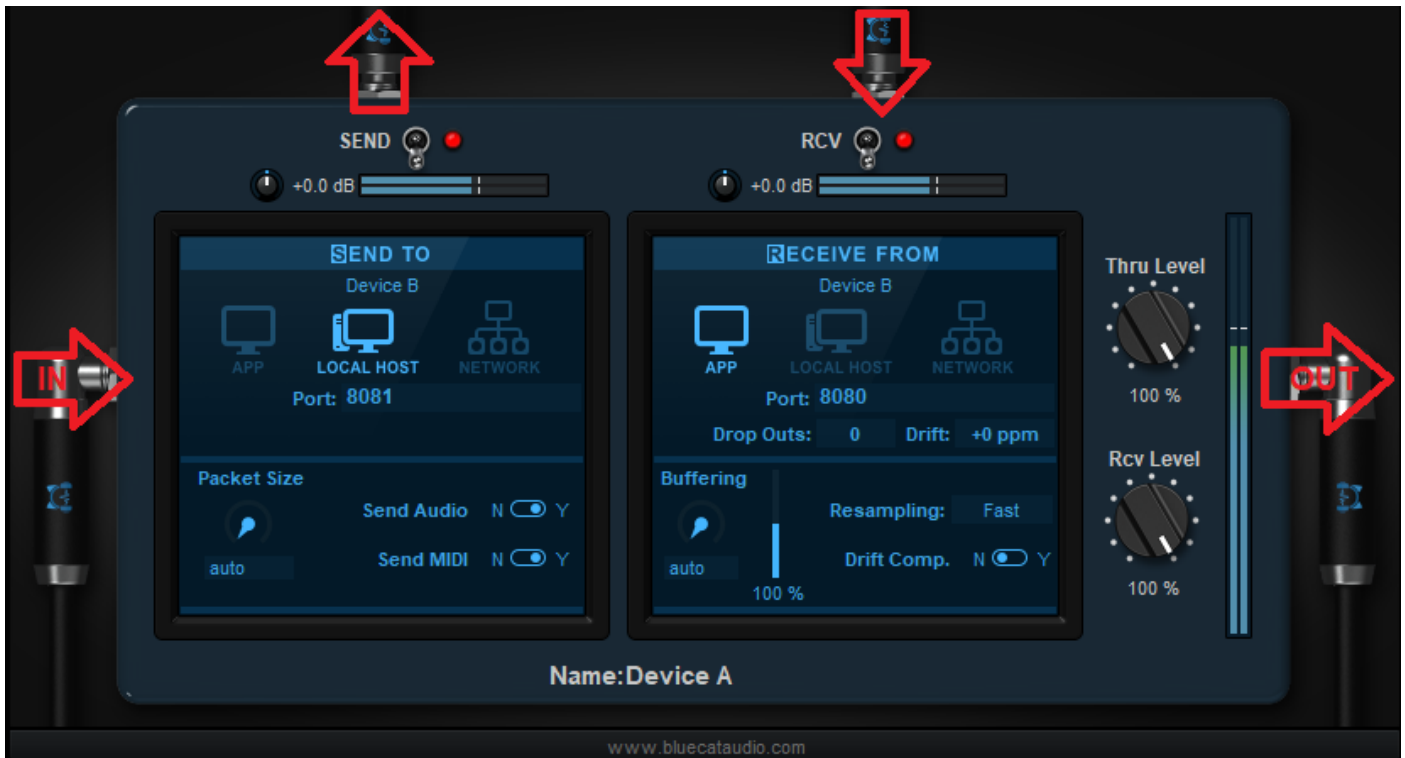 SEND
RCV
+0.0 dB
+0.0 dB
SEND TO
Device B
APP
LOCAL HOST
NETWORK
Port: 8081
Packet Size
auto
Send Audio N Y
Send MIDI N Y
RECEIVE FROM
Device B
APP
LOCAL HOST
NETWORK
Port: 8080
Drop Outs: 0 Drift: +0 ppm
Buffering
auto
100 %
Resampling: Fast
Drift Comp. N Y
Thru Level
100 %
Rcv Level
100 %
IN
OUT
Name:Device A
www.bluecataudio.com